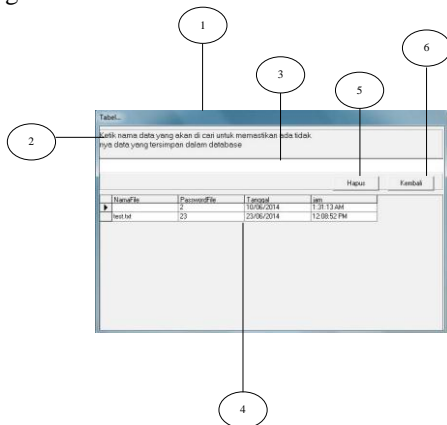 g
1
6
3
5
2
Tabel...
Ketik nama data yang akan di cari untuk memastikan ada tidak
nya data yang tersimpan dalam database
Hapus Kembali
NamaFile PasswordFile Tanggal jam
2 10/06/2014 1:31:13 AM
test.txt 23 23/06/2014 12:08:52 PM
4